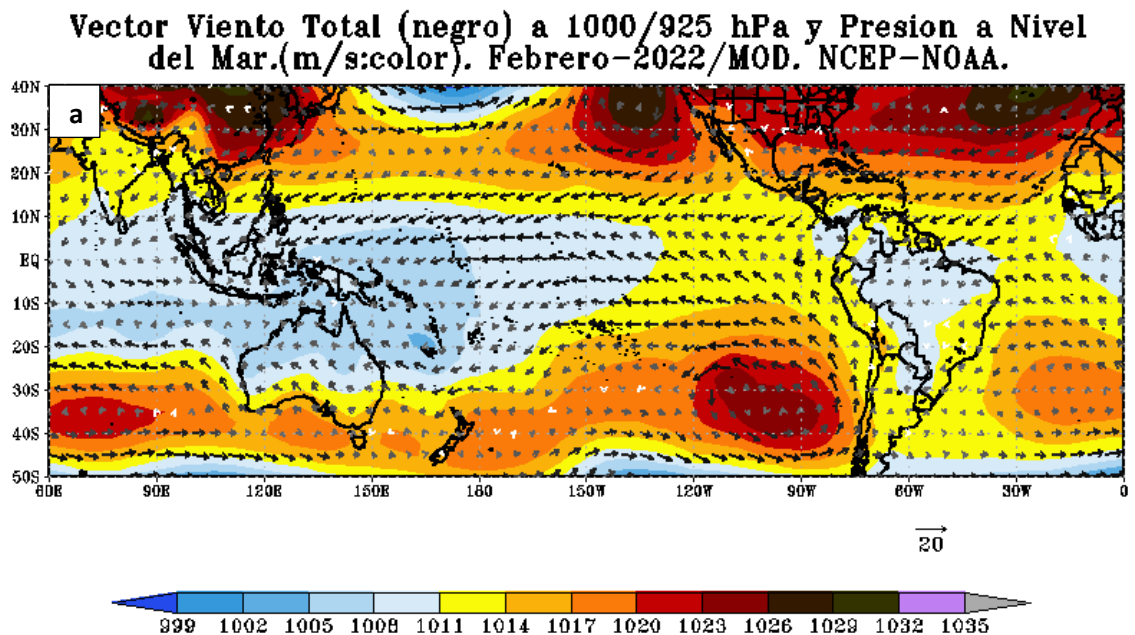 Vector Viento Total (negro) a 1000/925 hPa y Presion a Nivel
del Mar.(m/s:color). Febrero-2022/MOD. NCEP-NOAA.
a
40N
30N
20N
10N
EQ
10S
20S
30S
40S
50S
60E 90E 120E 150E 180 150W 120W 90W 60W 30W 0
20
999 1002 1005 1008 1011 1014 1017 1020 1023 1026 1029 1032 1035